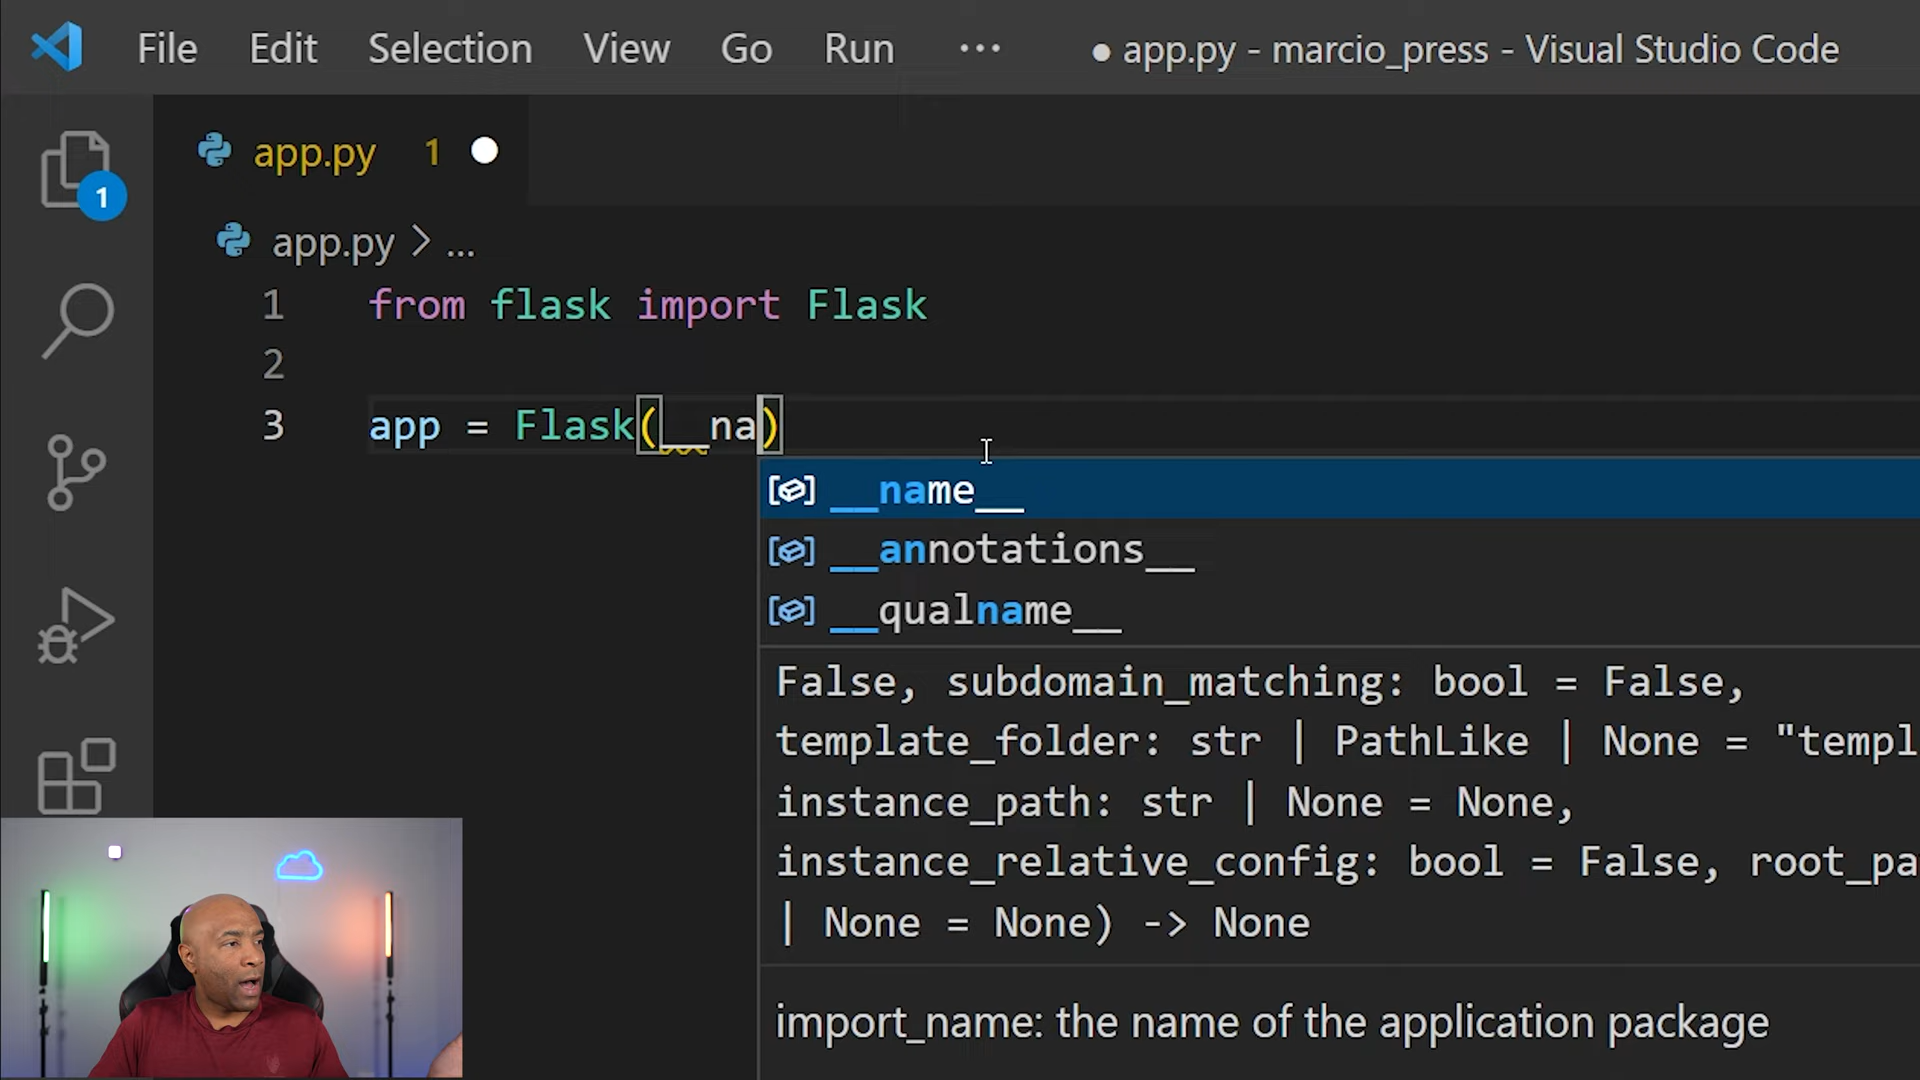 File Edit Selection View Go Run ··· ● app.py - marcio_press - Visual Studio Code
app.py 1
1
app.py > ...
1 from flask import Flask
2
3 app = Flask(__na)
__name__
__annotations__
__qualname__
False, subdomain_matching: bool = False,
template_folder: str | PathLike | None = "templ
instance_path: str | None = None,
instance_relative_config: bool = False, root_pa
| None = None) -> None
import_name: the name of the application package